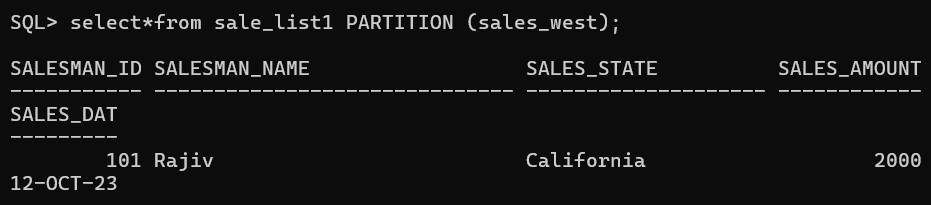 SQL> select*from sale_list1 PARTITION (sales_west);
SALESMAN_ID SALESMAN_NAME                  SALES_STATE          SALES_AMOUNT
----------- ------------------------------ -------------------- ------------
SALES_DAT
---------
        101 Rajiv                          California                   2000
12-OCT-23